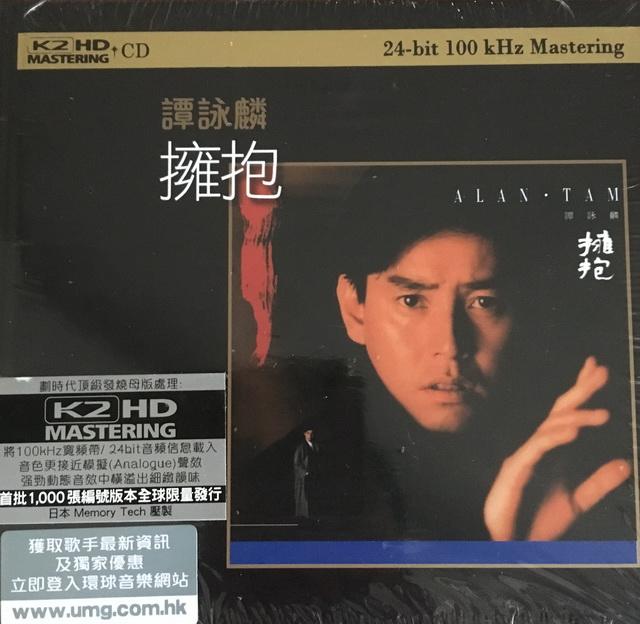 K2 HD
MASTERING
CD
24-bit 100 kHz Mastering
譚詠麟
擁抱
ALAN·TAM
譚詠麟
擁抱
劃時代頂級發燒母版處理:
K2 HD
MASTERING
將100kHz寬頻帶/24bit音頻信息載入
音色更接近模擬(Analogue)聲效
强勁動態音效中橫溢出細緻韻味
首批1,000張編號版本全球限量發行
日本 Memory Tech 壓製
獲取歌手最新資訊
及獨家優惠
立即登入環球音樂網站
www.umg.com.hk